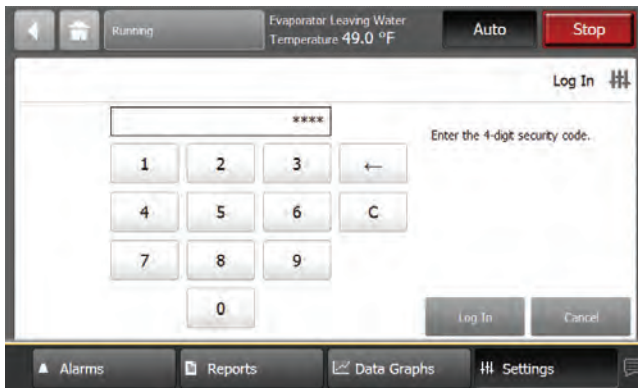 Running
Evaporator Leaving Water
Temperature 49.0 °F
Auto
Stop
Log In
****
Enter the 4-digit security code.
1 2 3 ←
4 5 6 C
7 8 9
0
Log In
Cancel
Alarms
Reports
Data Graphs
Settings